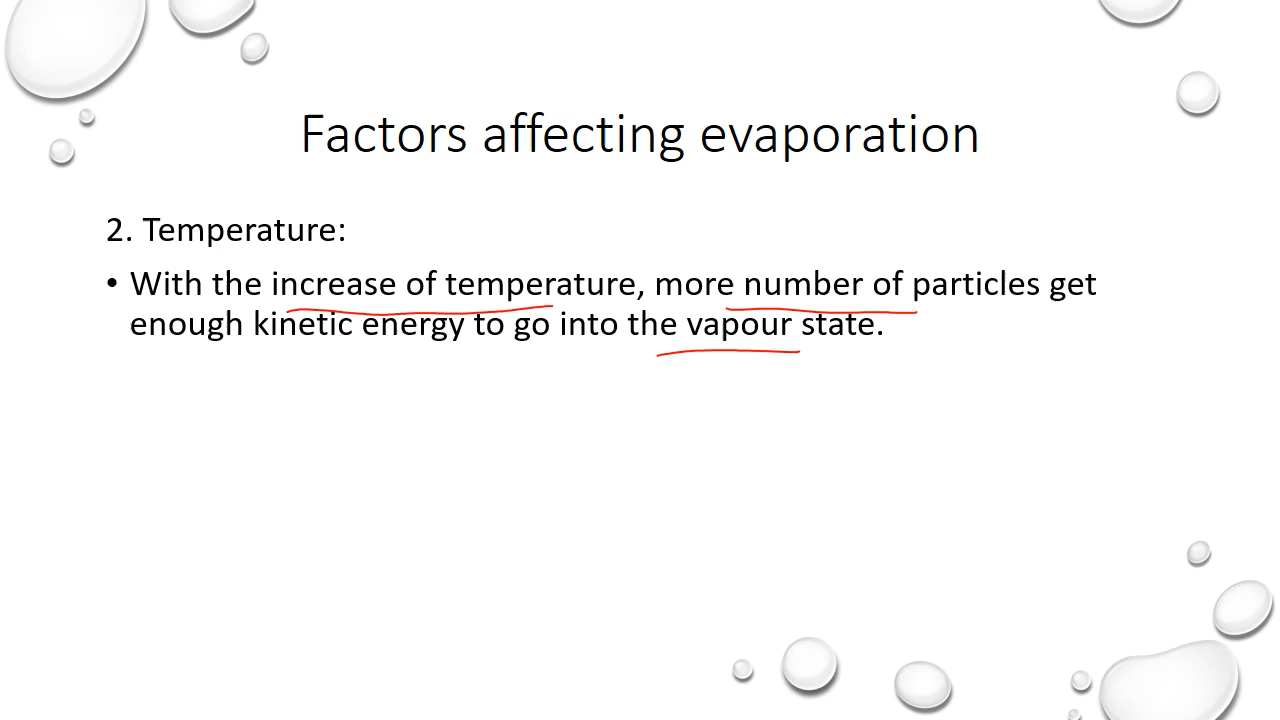 Factors affecting evaporation
2. Temperature:
• With the increase of temperature, more number of particles get
enough kinetic energy to go into the vapour state.